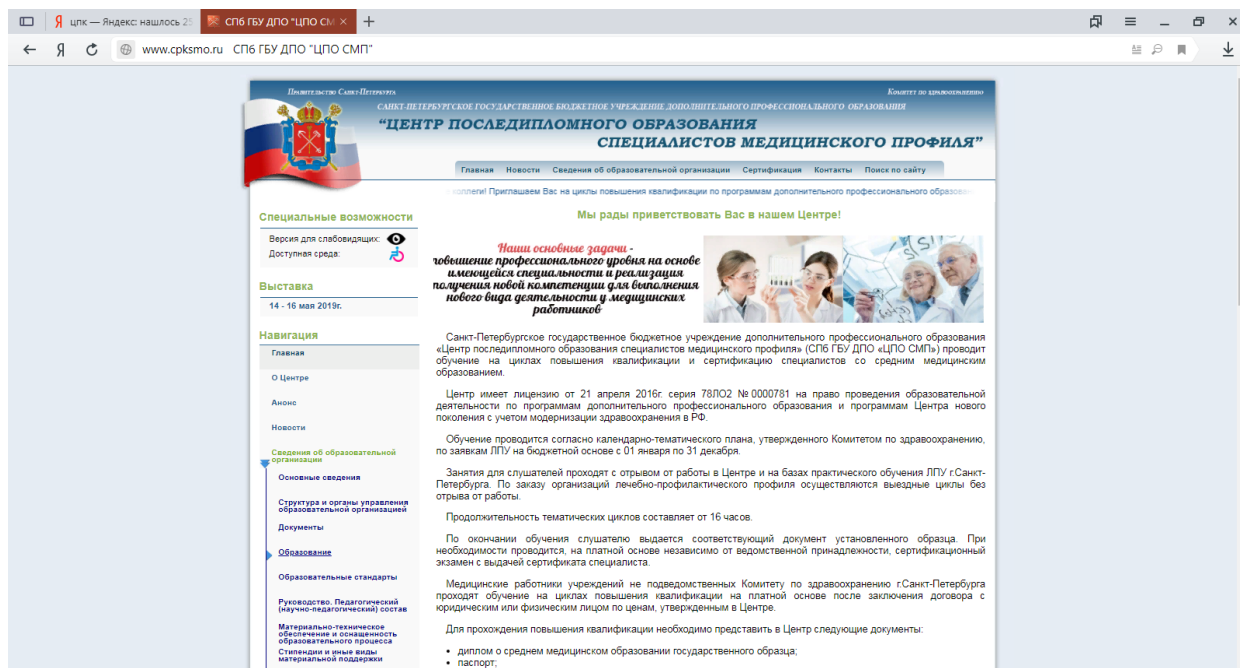 цпк — Яндекс: нашлось 25
СПб ГБУ ДПО "ЦПО СМ
www.cpksmo.ru СПб ГБУ ДПО "ЦПО СМП"
Правительство Санкт-Петербурга
Комитет по здравоохранению
САНКТ-ПЕТЕРБУРГСКОЕ ГОСУДАРСТВЕННОЕ БЮДЖЕТНОЕ УЧРЕЖДЕНИЕ ДОПОЛНИТЕЛЬНОГО ПРОФЕССИОНАЛЬНОГО ОБРАЗОВАНИЯ
“ЦЕНТР ПОСЛЕДИПЛОМНОГО ОБРАЗОВАНИЯ
СПЕЦИАЛИСТОВ МЕДИЦИНСКОГО ПРОФИЛЯ”
Главная Новости Сведения об образовательной организации Сертификация Контакты Поиск по сайту
коллеги! Приглашаем Вас на циклы повышения квалификации по программам дополнительного профессионального образован
Специальные возможности
Версия для слабовидящих:
Доступная среда:
Выставка
14 - 16 мая 2019г.
Навигация
Главная
О Центре
Анонс
Новости
Сведения об образовательной
организации
Основные сведения
Структура и органы управления
образовательной организацией
Документы
Образование
Образовательные стандарты
Руководство. Педагогический
(научно-педагогический) состав
Материально-техническое
обеспечение и оснащенность
образовательного процесса
Стипендии и иные виды
материальной поддержки
Мы рады приветствовать Вас в нашем Центре!
Наши основные задачи -
повышение профессионального уровня на основе
имеющейся специальности и реализация
получения новой компетенции для выполнения
нового вида деятельности у медицинских
работников
Санкт-Петербургское государственное бюджетное учреждение дополнительного профессионального образования
«Центр последипломного образования специалистов медицинского профиля» (СПб ГБУ ДПО «ЦПО СМП») проводит
обучение на циклах повышения квалификации и сертификацию специалистов со средним медицинским
образованием.
Центр имеет лицензию от 21 апреля 2016г. серия 78ЛО2 № 0000781 на право проведения образовательной
деятельности по программам дополнительного профессионального образования и программам Центра нового
поколения с учетом модернизации здравоохранения в РФ.
Обучение проводится согласно календарно-тематического плана, утвержденного Комитетом по здравоохранению,
по заявкам ЛПУ на бюджетной основе с 01 января по 31 декабря.
Занятия для слушателей проходят с отрывом от работы в Центре и на базах практического обучения ЛПУ г.Санкт-
Петербурга. По заказу организаций лечебно-профилактического профиля осуществляются выездные циклы без
отрыва от работы.
Продолжительность тематических циклов составляет от 16 часов.
По окончании обучения слушателю выдается соответствующий документ установленного образца. При
необходимости проводится, на платной основе независимо от ведомственной принадлежности, сертификационный
экзамен с выдачей сертификата специалиста.
Медицинские работники учреждений не подведомственных Комитету по здравоохранению г.Санкт-Петербурга
проходят обучение на циклах повышения квалификации на платной основе после заключения договора с
юридическим или физическим лицом по ценам, утвержденным в Центре.
Для прохождения повышения квалификации необходимо представить в Центр следующие документы:
• диплом о среднем медицинском образовании государственного образца;
• паспорт;